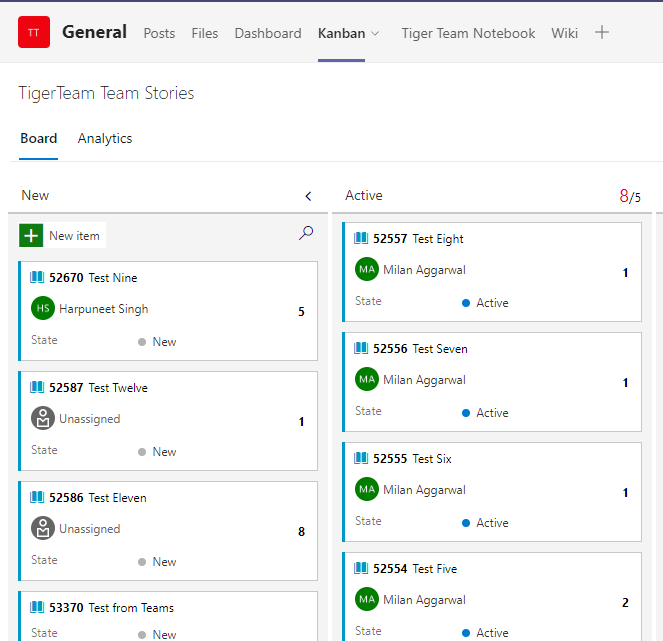 TT General Posts Files Dashboard Kanban Tiger Team Notebook Wiki
TigerTeam Team Stories
Board Analytics
New
New item
52670 Test Nine
HS Harpuneet Singh 5
State New
52587 Test Twelve
Unassigned 1
State New
52586 Test Eleven
Unassigned 8
State New
53370 Test from Teams
State New
Active 8/5
52557 Test Eight
MA Milan Aggarwal 1
State Active
52556 Test Seven
MA Milan Aggarwal 1
State Active
52555 Test Six
MA Milan Aggarwal 1
State Active
52554 Test Five
MA Milan Aggarwal 2
State Active